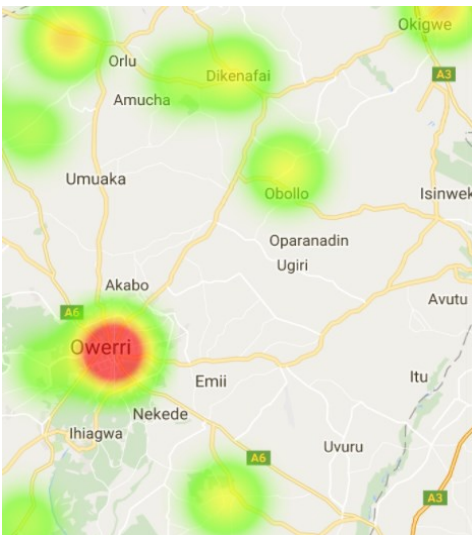 Okigwe
Orlu
Dikenafai
A3
Amucha
Umuaka
Obollo
Isinwek
Oparanadin
Ugiri
Akabo
Avutu
A6
Owerri
Emii
Itu
Nekede
Ihiagwa
Uvuru
A6
A3